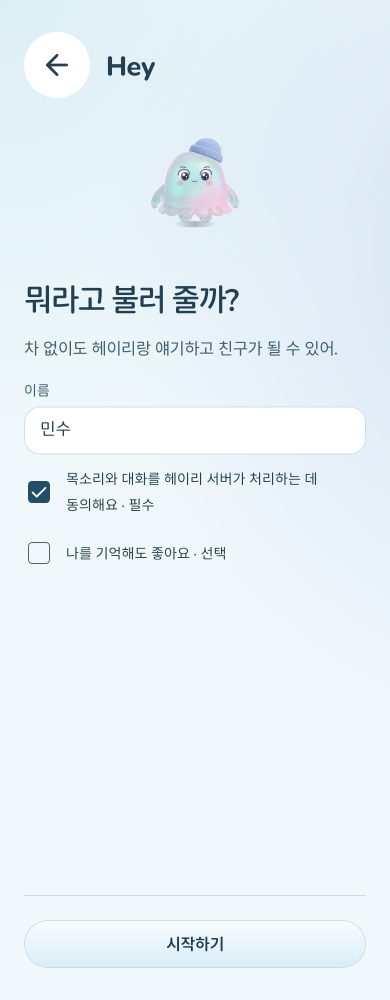 Hey
뭐라고 불러 줄까?
차 없이도 헤이리랑 얘기하고 친구가 될 수 있어.
이름
민수
목소리와 대화를 헤이리 서버가 처리하는 데
동의해요 · 필수
나를 기억해도 좋아요 · 선택
시작하기